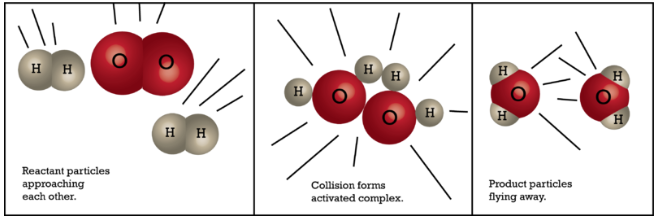 H H O O
H H
Reactant particles
approaching
each other.
H H
H O O H
Collision forms
activated complex.
H H
O O
H H
Product particles
flying away.